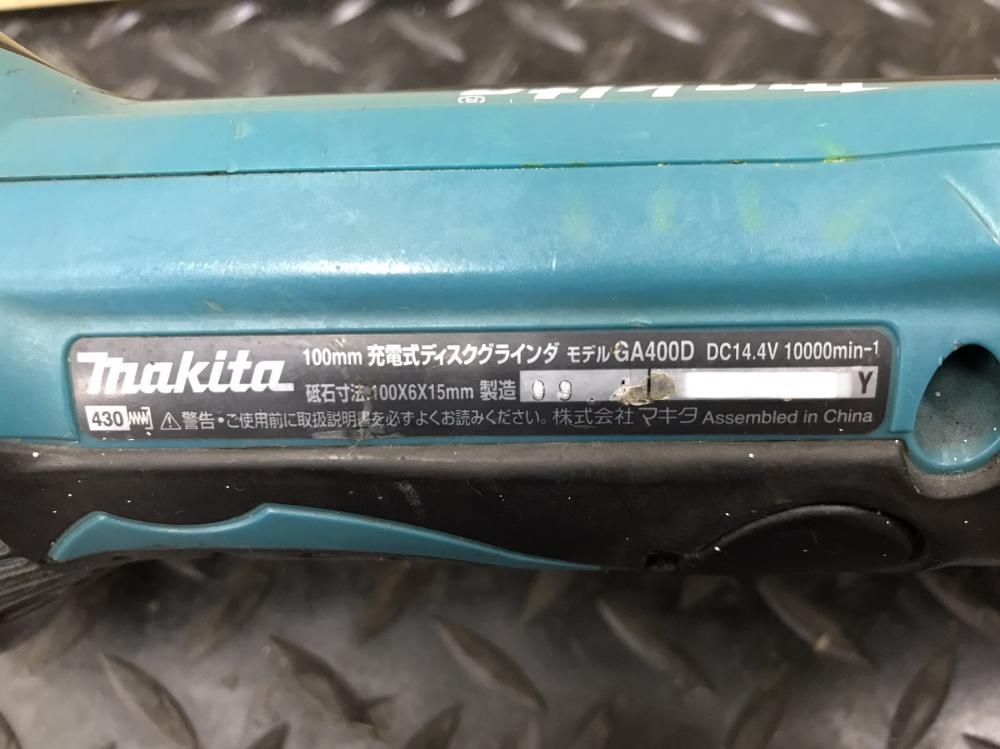 makita
makita 100mm 充電式ディスクグラインダ モデル GA400D DC14.4V 10000min-1
砥石寸法:100X6X15mm 製造 09. Y
430 ⚠警告・ご使用前に取扱説明書を必ずよくお読みください。 株式会社 マキタ Assembled in China